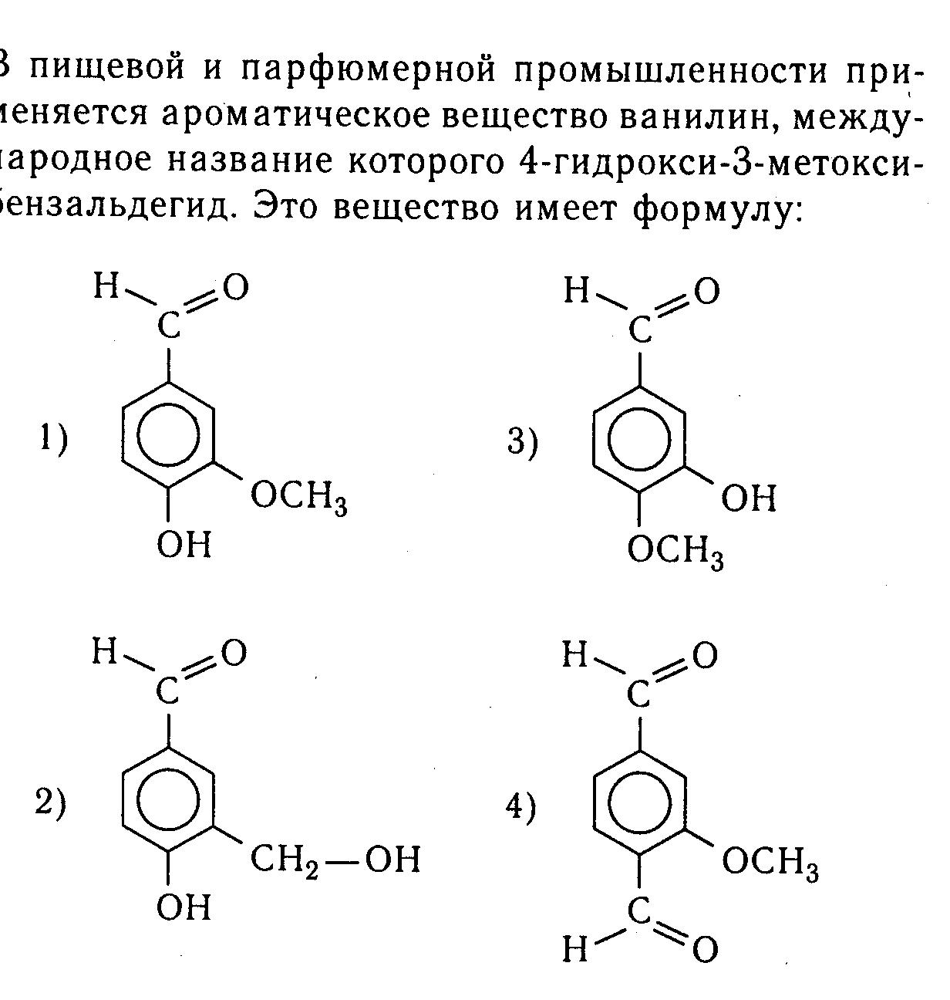 В пищевой и парфюмерной промышленности при-
меняется ароматическое вещество ванилин, между-
народное название которого 4-гидрокси-3-метокси-
бензальдегид. Это вещество имеет формулу:
H O H O
C C
1) 3)
OCH3 OH
OH OCH3
H O H O
C C
2) 4)
CH2—OH OCH3
OH C
H O